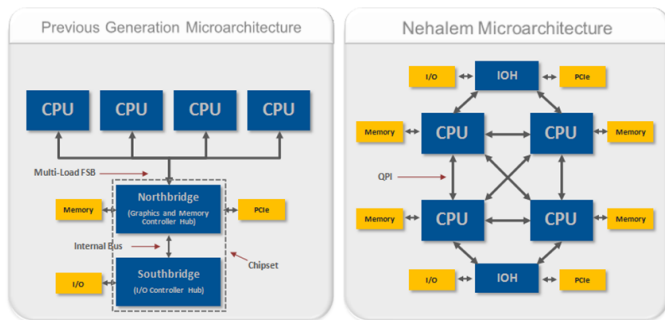 Previous Generation Microarchitecture
CPU CPU CPU CPU
Multi-Load FSB
Northbridge
(Graphics and Memory
Controller Hub)
Memory
PCIe
Internal Bus
Southbridge
(I/O Controller Hub)
I/O
Chipset
Nehalem Microarchitecture
I/O
IOH
PCIe
Memory
CPU
CPU
Memory
QPI
Memory
CPU
CPU
Memory
I/O
IOH
PCIe